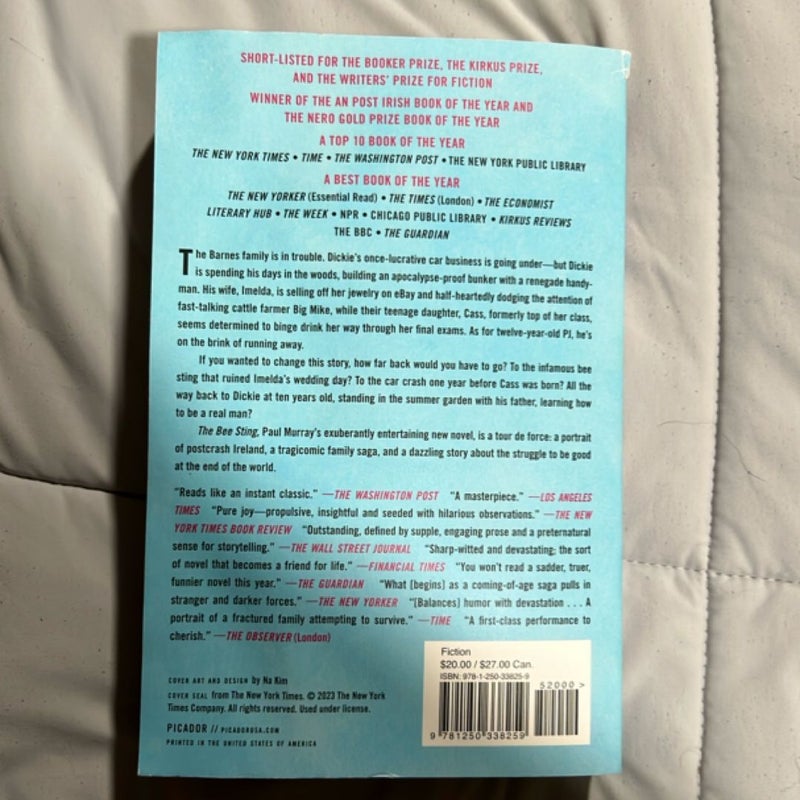 SHORT-LISTED FOR THE BOOKER PRIZE, THE KIRKUS PRIZE,
AND THE WRITERS' PRIZE FOR FICTION
WINNER OF THE AN POST IRISH BOOK OF THE YEAR AND
THE NERO GOLD PRIZE BOOK OF THE YEAR
A TOP 10 BOOK OF THE YEAR
THE NEW YORK TIMES • TIME • THE WASHINGTON POST • THE NEW YORK PUBLIC LIBRARY
A BEST BOOK OF THE YEAR
THE NEW YORKER (Essential Read) • THE TIMES (London) • THE ECONOMIST
LITERARY HUB • THE WEEK • NPR • CHICAGO PUBLIC LIBRARY • KIRKUS REVIEWS
THE BBC • THE GUARDIAN
The Barnes family is in trouble. Dickie's once-lucrative car business is going under—but Dickie
is spending his days in the woods, building an apocalypse-proof bunker with a renegade handy-
man. His wife, Imelda, is selling off her jewelry on eBay and half-heartedly dodging the attention of
fast-talking cattle farmer Big Mike, while their teenage daughter, Cass, formerly top of her class,
seems determined to binge drink her way through her final exams. As for twelve-year-old PJ, he's
on the brink of running away.
If you wanted to change this story, how far back would you have to go? To the infamous bee
sting that ruined Imelda's wedding day? To the car crash one year before Cass was born? All the
way back to Dickie at ten years old, standing in the summer garden with his father, learning how
to be a real man?
The Bee Sting, Paul Murray's exuberantly entertaining new novel, is a tour de force: a portrait
of postcrash Ireland, a tragicomic family saga, and a dazzling story about the struggle to be good
at the end of the world.
"Reads like an instant classic." —THE WASHINGTON POST "A masterpiece." —LOS ANGELES
TIMES "Pure joy—propulsive, insightful and seeded with hilarious observations." —THE NEW
YORK TIMES BOOK REVIEW "Outstanding, defined by supple, engaging prose and a preternatural
sense for storytelling." —THE WALL STREET JOURNAL "Sharp-witted and devastating; the sort
of novel that becomes a friend for life." —FINANCIAL TIMES "You won't read a sadder, truer,
funnier novel this year." —THE GUARDIAN "What [begins] as a coming-of-age saga pulls in
stranger and darker forces." —THE NEW YORKER "[Balances] humor with devastation . . . A
portrait of a fractured family attempting to survive." —TIME "A first-class performance to
cherish." —THE OBSERVER (London)
COVER ART AND DESIGN by Na Kim
COVER SEAL from The New York Times. © 2023 The New York
Times Company. All rights reserved. Used under license.
PICADOR // PICADORUSA.COM
PRINTED IN THE UNITED STATES OF AMERICA
Fiction
$20.00 / $27.00 Can.
ISBN: 978-1-250-33825-9
52000 >
9 781250 338259